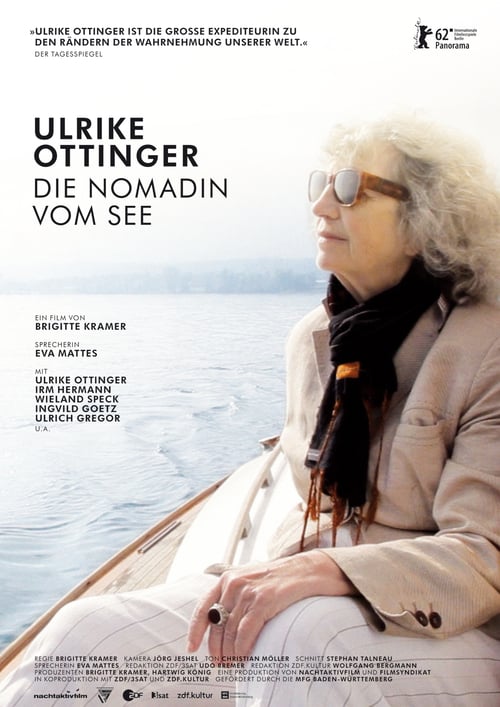 »ULRIKE OTTINGER IST DIE GROSSE EXPEDITEURIN ZU
DEN RÄNDERN DER WAHRNEHMUNG UNSERER WELT.«
DER TAGESSPIEGEL
62
Internationale
Filmfestspiele
Berlin
Panorama
ULRIKE
OTTINGER
DIE NOMADIN
VOM SEE
EIN FILM VON
BRIGITTE KRAMER
SPRECHERIN
EVA MATTES
MIT
ULRIKE OTTINGER
IRM HERMANN
WIELAND SPECK
INGVILD GOETZ
ULRICH GREGOR
U.A.
REGIE BRIGITTE KRAMER KAMERA JÖRG JESHEL TON CHRISTIAN MÖLLER SCHNITT STEPHAN TALNEAU
SPRECHERIN EVA MATTES REDAKTION ZDF/3SAT UDO BREMER REDAKTION ZDF.KULTUR WOLFGANG BERGMANN
PRODUZENTEN BRIGITTE KRAMER, HARTWIG KÖNIG EINE PRODUKTION VON NACHTAKTIVFILM UND FILMSYNDIKAT
IN KOPRODUKTION MIT ZDF/3SAT UND ZDF.KULTUR GEFÖRDERT DURCH DIE MFG BADEN-WÜRTTEMBERG
nachtaktivfilm ZDF 3sat zdf.kultur